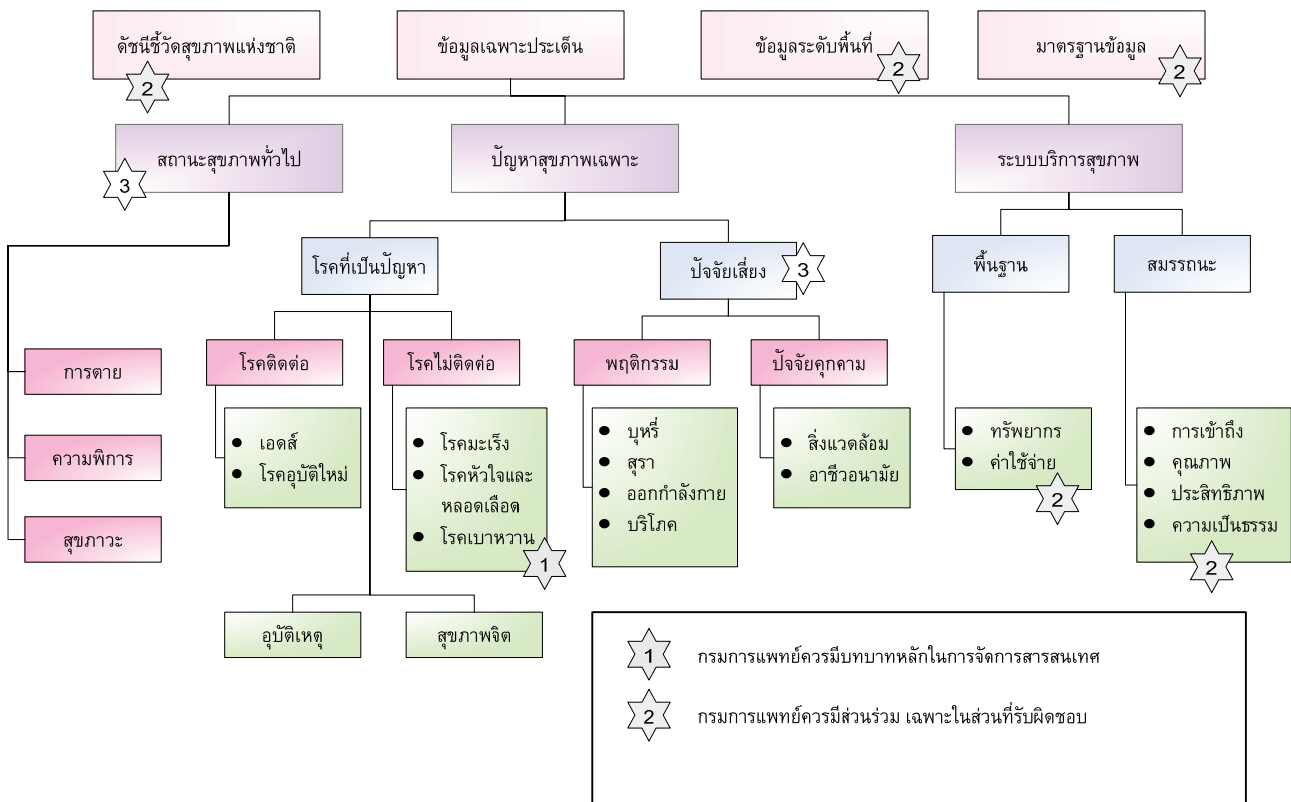 ดัชนีชี้วัดสุขภาพแห่งชาติ
2
ข้อมูลเฉพาะประเด็น
ข้อมูลระดับพื้นที่
2
มาตรฐานข้อมูล
2
สถานะสุขภาพทั่วไป
3
ปัญหาสุขภาพเฉพาะ
ระบบบริการสุขภาพ
โรคที่เป็นปัญหา
ปัจจัยเสี่ยง
3
พื้นฐาน
สมรรถนะ
การตาย
ความพิการ
สุขภาวะ
โรคติดต่อ
● เอดส์
● โรคอุบัติใหม่
โรคไม่ติดต่อ
● โรคมะเร็ง
● โรคหัวใจและ
หลอดเลือด
● โรคเบาหวาน
1
พฤติกรรม
● บุหรี่
● สุรา
● ออกกำลังกาย
● บริโภค
ปัจจัยคุกคาม
● สิ่งแวดล้อม
● อาชีวอนามัย
● ทรัพยากร
● ค่าใช้จ่าย
2
● การเข้าถึง
● คุณภาพ
● ประสิทธิภาพ
● ความเป็นธรรม
2
อุบัติเหตุ
สุขภาพจิต
1 กรมการแพทย์ควรมีบทบาทหลักในการจัดการสารสนเทศ
2 กรมการแพทย์ควรมีส่วนร่วม เฉพาะในส่วนที่รับผิดชอบ